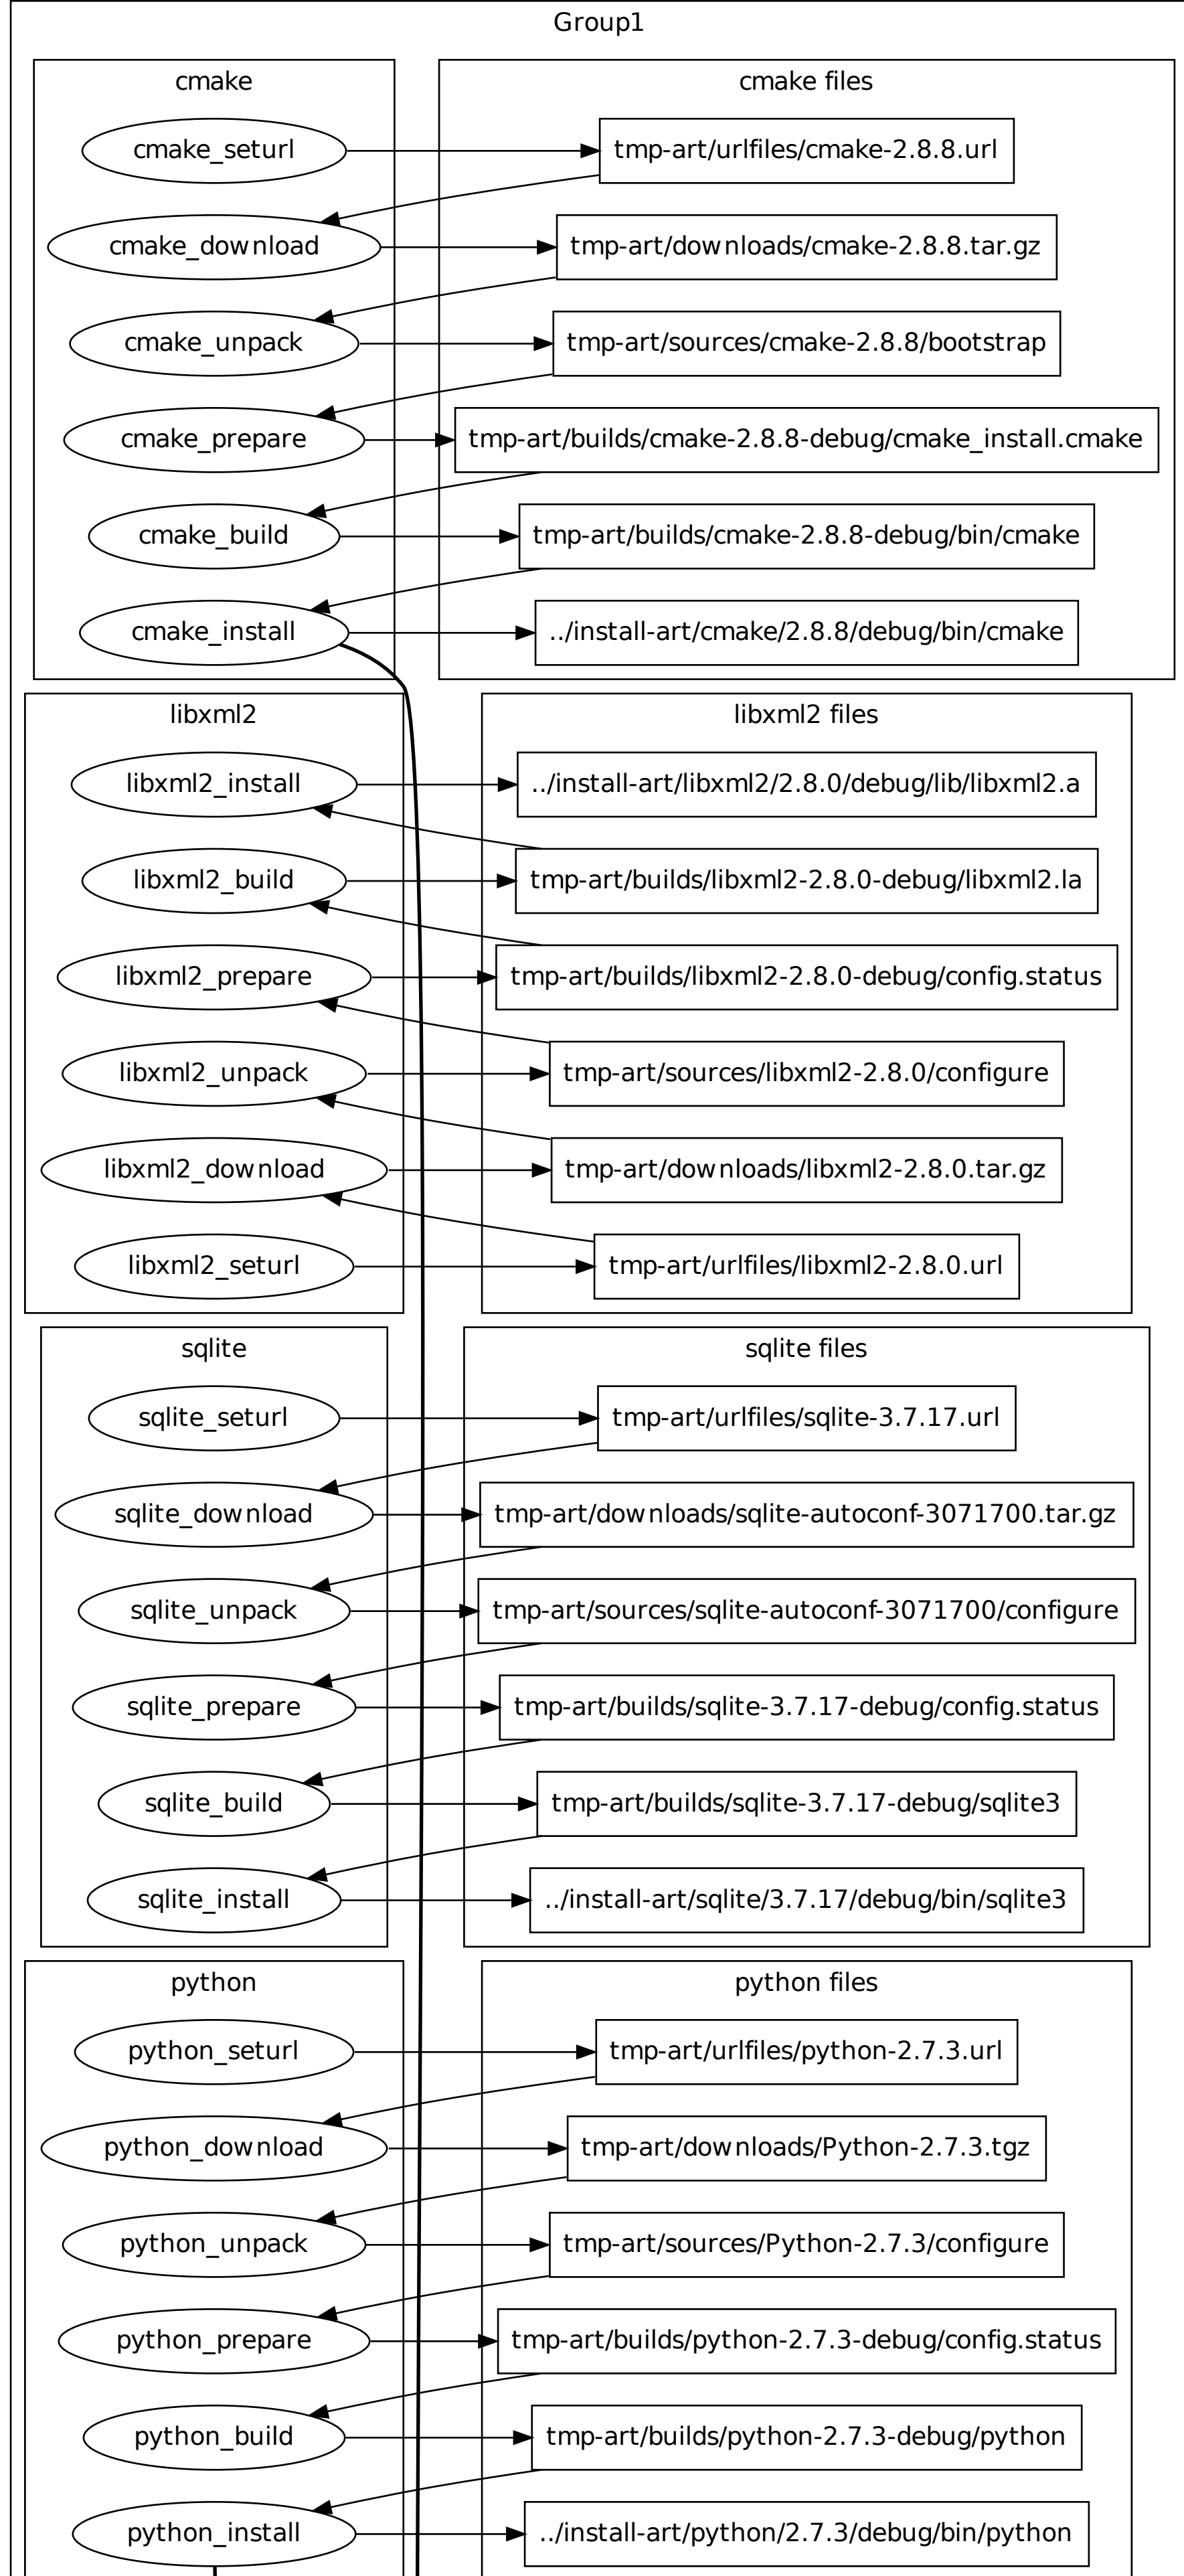 Group1
cmake
cmake files
cmake_seturl
tmp-art/urlfiles/cmake-2.8.8.url
cmake_download
tmp-art/downloads/cmake-2.8.8.tar.gz
cmake_unpack
tmp-art/sources/cmake-2.8.8/bootstrap
cmake_prepare
tmp-art/builds/cmake-2.8.8-debug/cmake_install.cmake
cmake_build
tmp-art/builds/cmake-2.8.8-debug/bin/cmake
cmake_install
../install-art/cmake/2.8.8/debug/bin/cmake
libxml2
libxml2 files
libxml2_install
../install-art/libxml2/2.8.0/debug/lib/libxml2.a
libxml2_build
tmp-art/builds/libxml2-2.8.0-debug/libxml2.la
libxml2_prepare
tmp-art/builds/libxml2-2.8.0-debug/config.status
libxml2_unpack
tmp-art/sources/libxml2-2.8.0/configure
libxml2_download
tmp-art/downloads/libxml2-2.8.0.tar.gz
libxml2_seturl
tmp-art/urlfiles/libxml2-2.8.0.url
sqlite
sqlite files
sqlite_seturl
tmp-art/urlfiles/sqlite-3.7.17.url
sqlite_download
tmp-art/downloads/sqlite-autoconf-3071700.tar.gz
sqlite_unpack
tmp-art/sources/sqlite-autoconf-3071700/configure
sqlite_prepare
tmp-art/builds/sqlite-3.7.17-debug/config.status
sqlite_build
tmp-art/builds/sqlite-3.7.17-debug/sqlite3
sqlite_install
../install-art/sqlite/3.7.17/debug/bin/sqlite3
python
python files
python_seturl
tmp-art/urlfiles/python-2.7.3.url
python_download
tmp-art/downloads/Python-2.7.3.tgz
python_unpack
tmp-art/sources/Python-2.7.3/configure
python_prepare
tmp-art/builds/python-2.7.3-debug/config.status
python_build
tmp-art/builds/python-2.7.3-debug/python
python_install
../install-art/python/2.7.3/debug/bin/python